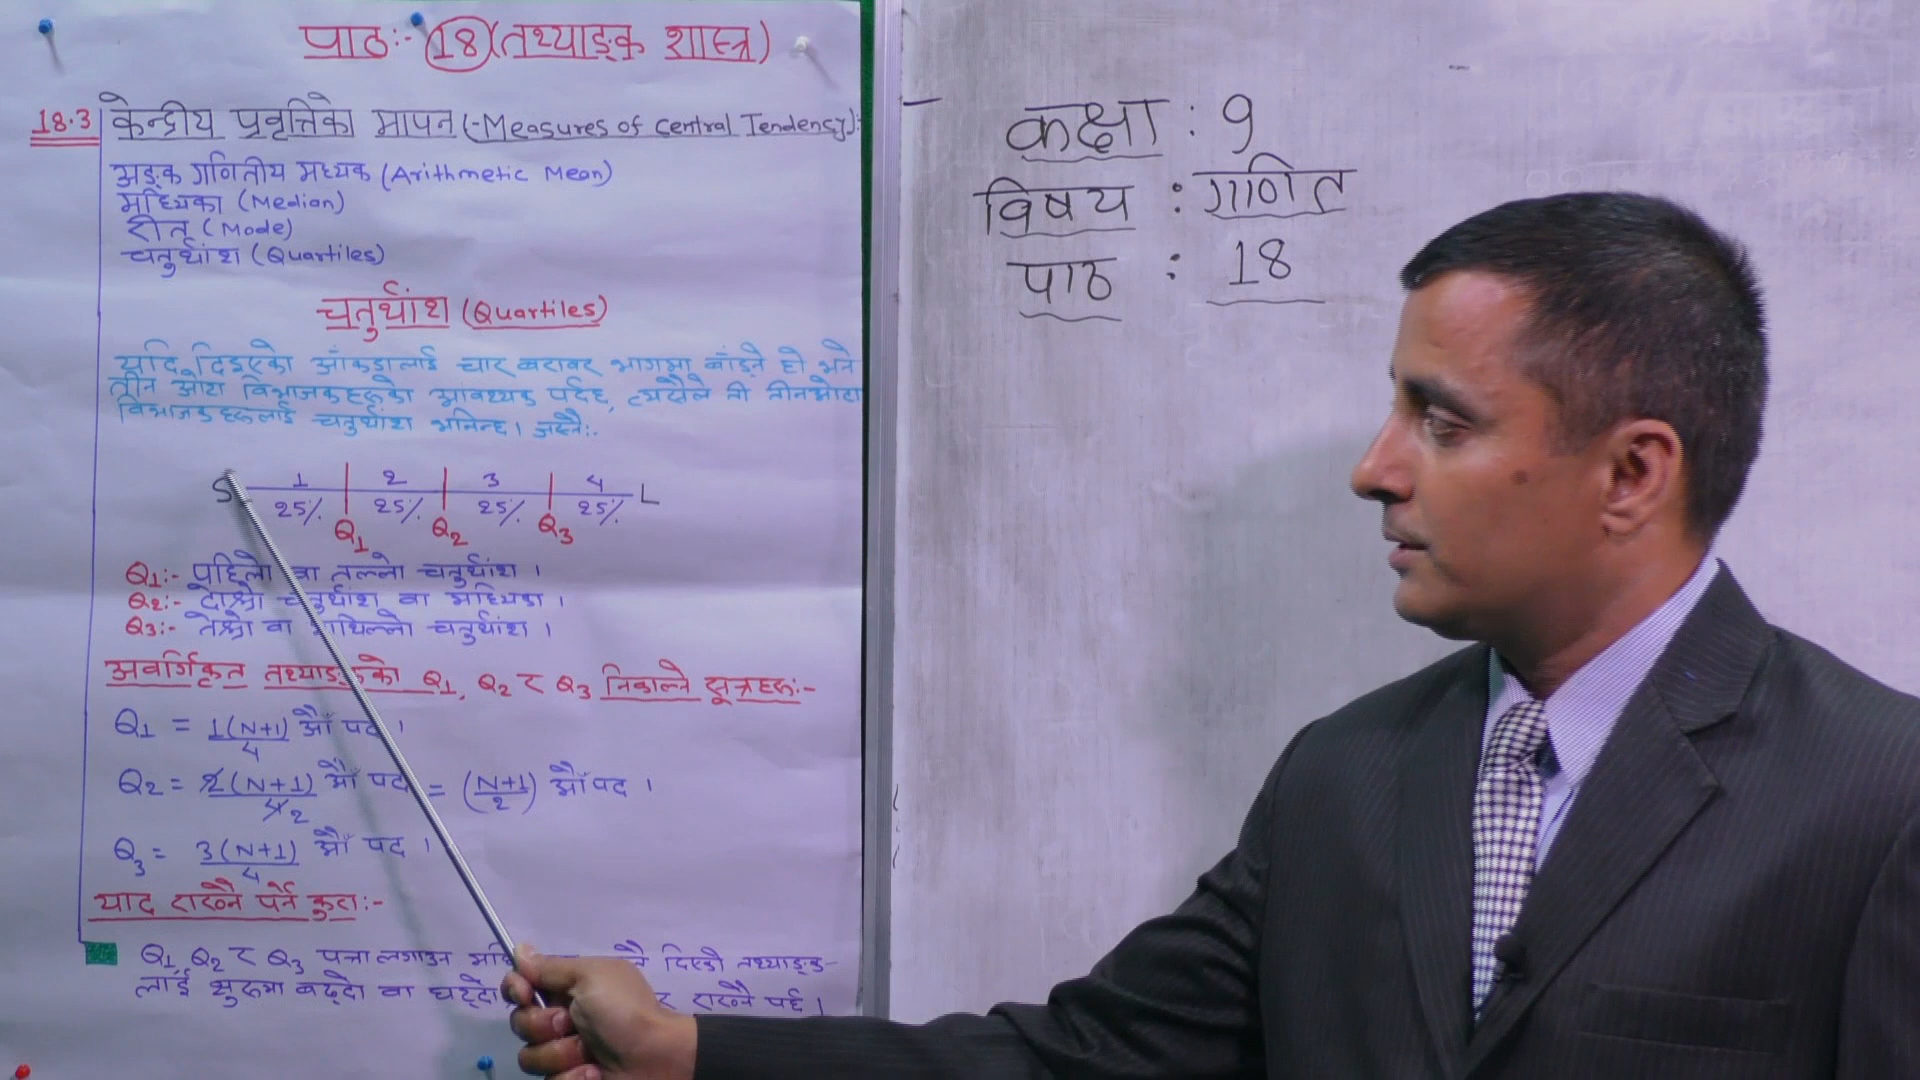 पाठ:- 18 (तथ्याङ्क शास्त्र)
18.3 केन्द्रीय प्रवृत्तिको मापन (-Measures of Central Tendency):-
अङ्क गणितीय मध्यक (Arithmetic Mean)
मध्यिका (Median)
रीत (Mode)
चतुर्थांश (Quartiles)
चतुर्थांश (Quartiles)
यदि दिइएको आँकडालाई चार बराबर भागमा बाँड्ने हो भने
तीन ओटा विभाजकहरुको आवश्यक पर्दछ, त्यसैले ती तीनओटा
विभाजकहरुलाई चतुर्थांश भनिन्छ। जस्तै:-
1 2 3 4
S L
25% 25% 25% 25%
Q1 Q2 Q3
Q1:- पहिलो वा तल्लो चतुर्थांश ।
Q2:- दोश्रो चतुर्थांश वा मध्यिका ।
Q3:- तेश्रो वा माथिल्लो चतुर्थांश ।
अवर्गिकृत तथ्याङ्कको Q1, Q2 र Q3 निकाल्ने सूत्रहरु:-
Q1 = 1(N+1)/4 औँ पद ।
Q2 = 2(N+1)/4 2 औँ पद = (N+1/2) औँ पद ।
Q3 = 3(N+1)/4 औँ पद ।
याद राख्नै पर्ने कुरा:-
Q1, Q2 र Q3 पत्ता लगाउन दिएको तथ्याङ्क-
लाई शुरुमा बढ्दो वा घट्दो राख्नै पर्छ ।
कक्षा : 9
विषय : गणित
पाठ : 18